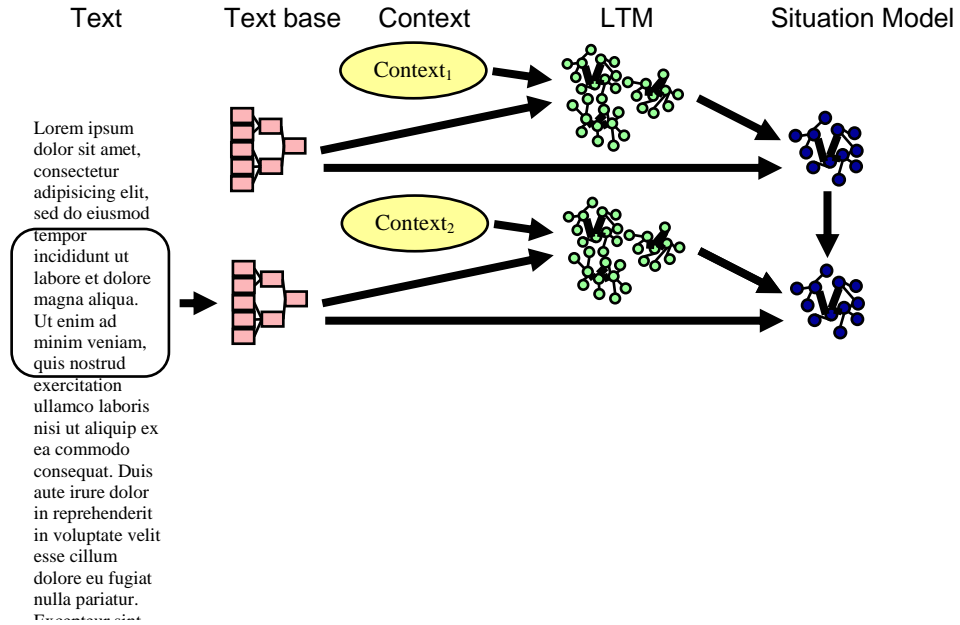 Text Text base Context LTM Situation Model
Context1
Context2
Lorem ipsum
dolor sit amet,
consectetur
adipisicing elit,
sed do eiusmod
tempor
incididunt ut
labore et dolore
magna aliqua.
Ut enim ad
minim veniam,
quis nostrud
exercitation
ullamco laboris
nisi ut aliquip ex
ea commodo
consequat. Duis
aute irure dolor
in reprehenderit
in voluptate velit
esse cillum
dolore eu fugiat
nulla pariatur.
Excepteur sint